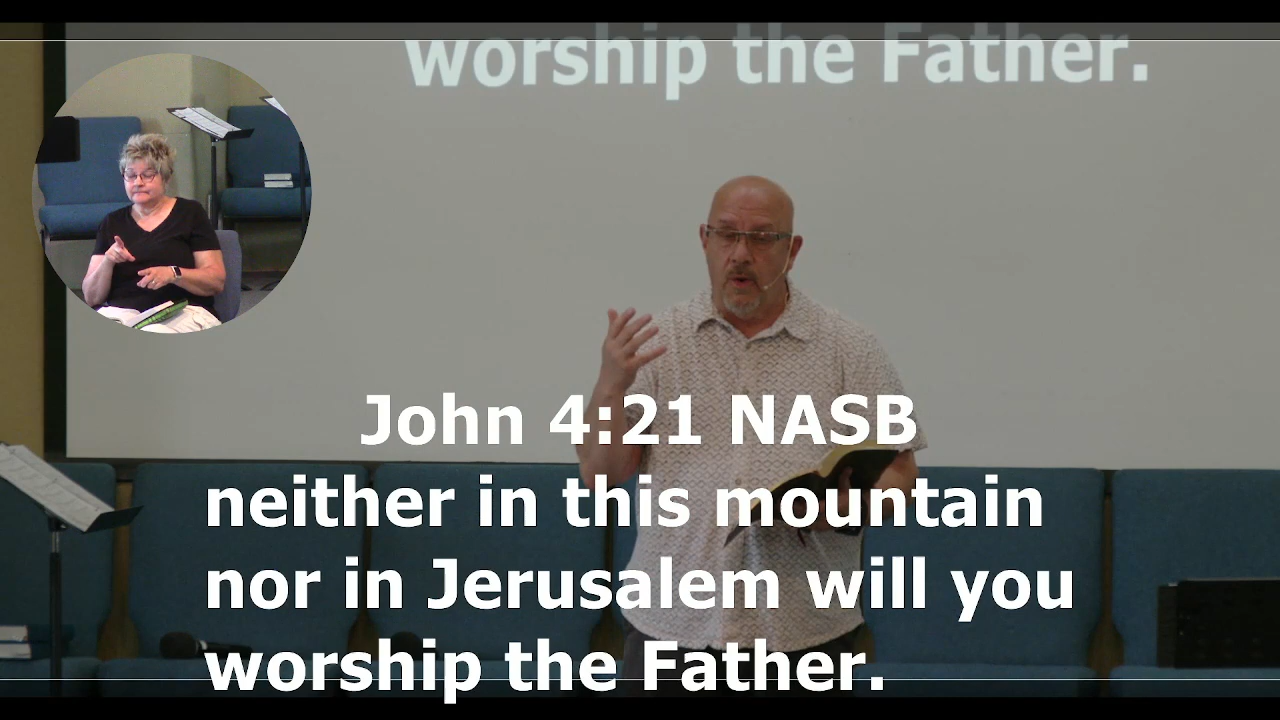 worship the Father.
John 4:21 NASB
neither in this mountain
nor in Jerusalem will you
worship the Father.